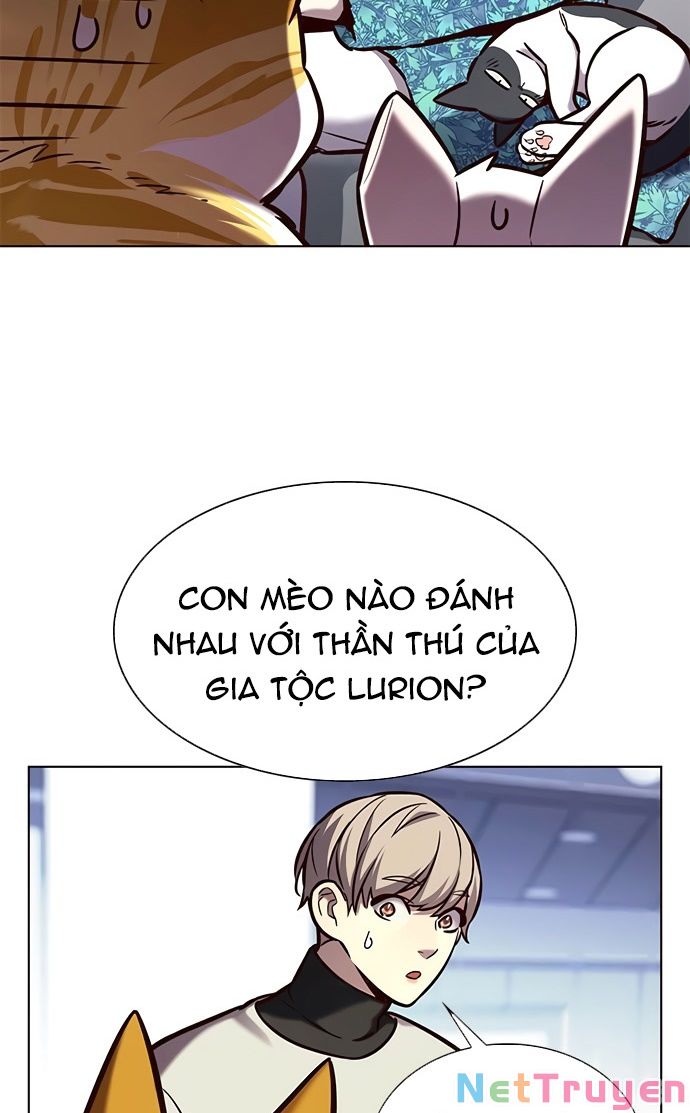 CON MÈO NÀO ĐÁNH
NHAU VỚI THẦN THÚ CỦA
GIA TỘC LURION?
NetTruyen